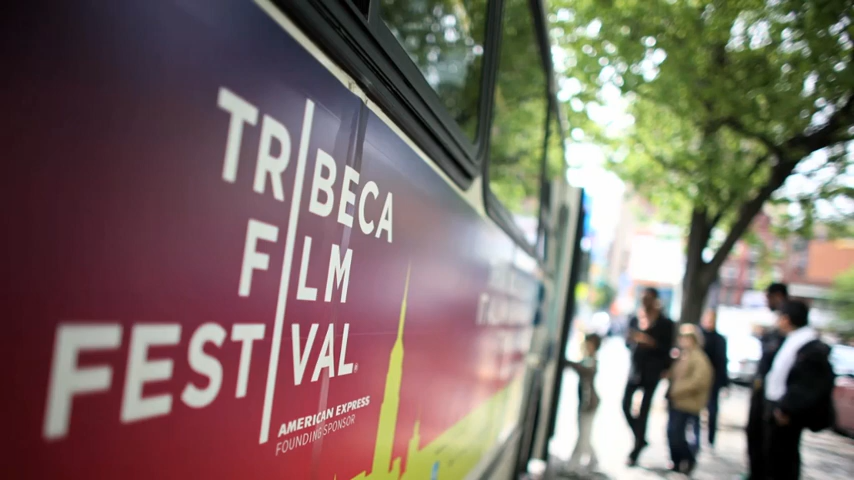 TRIBECA
FILM
FESTIVAL®
AMERICAN EXPRESS
FOUNDING SPONSOR